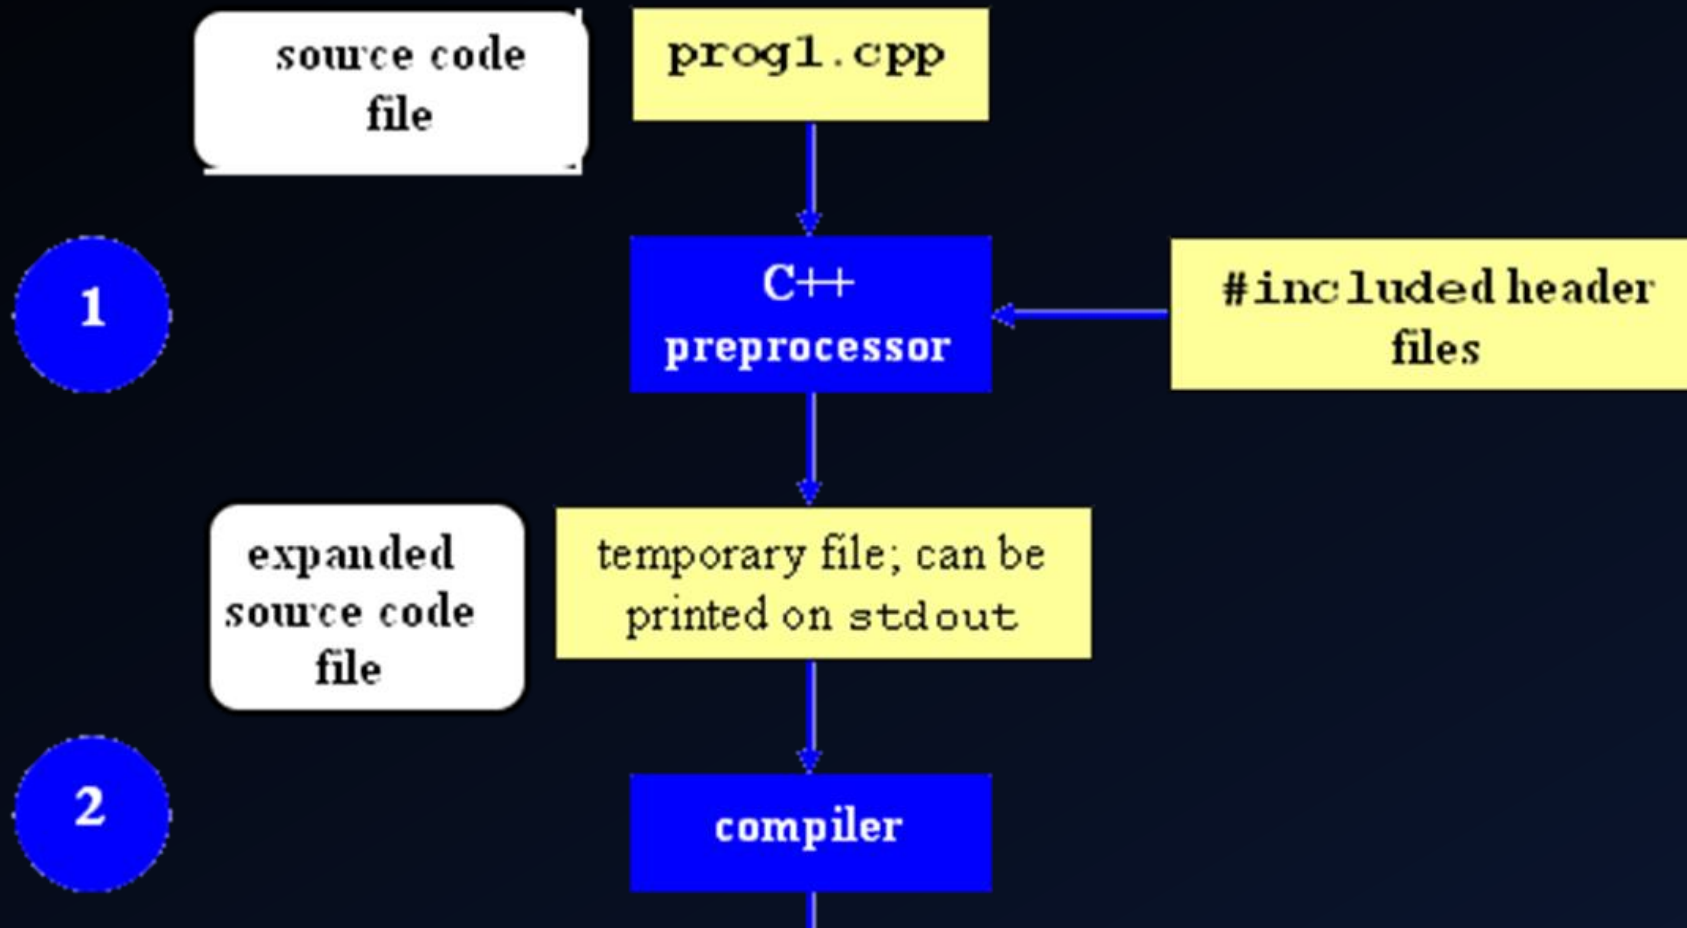 source code
file
prog1.cpp
1
C++
preprocessor
#included header
files
expanded
source code
file
temporary file; can be
printed on stdout
2
compiler